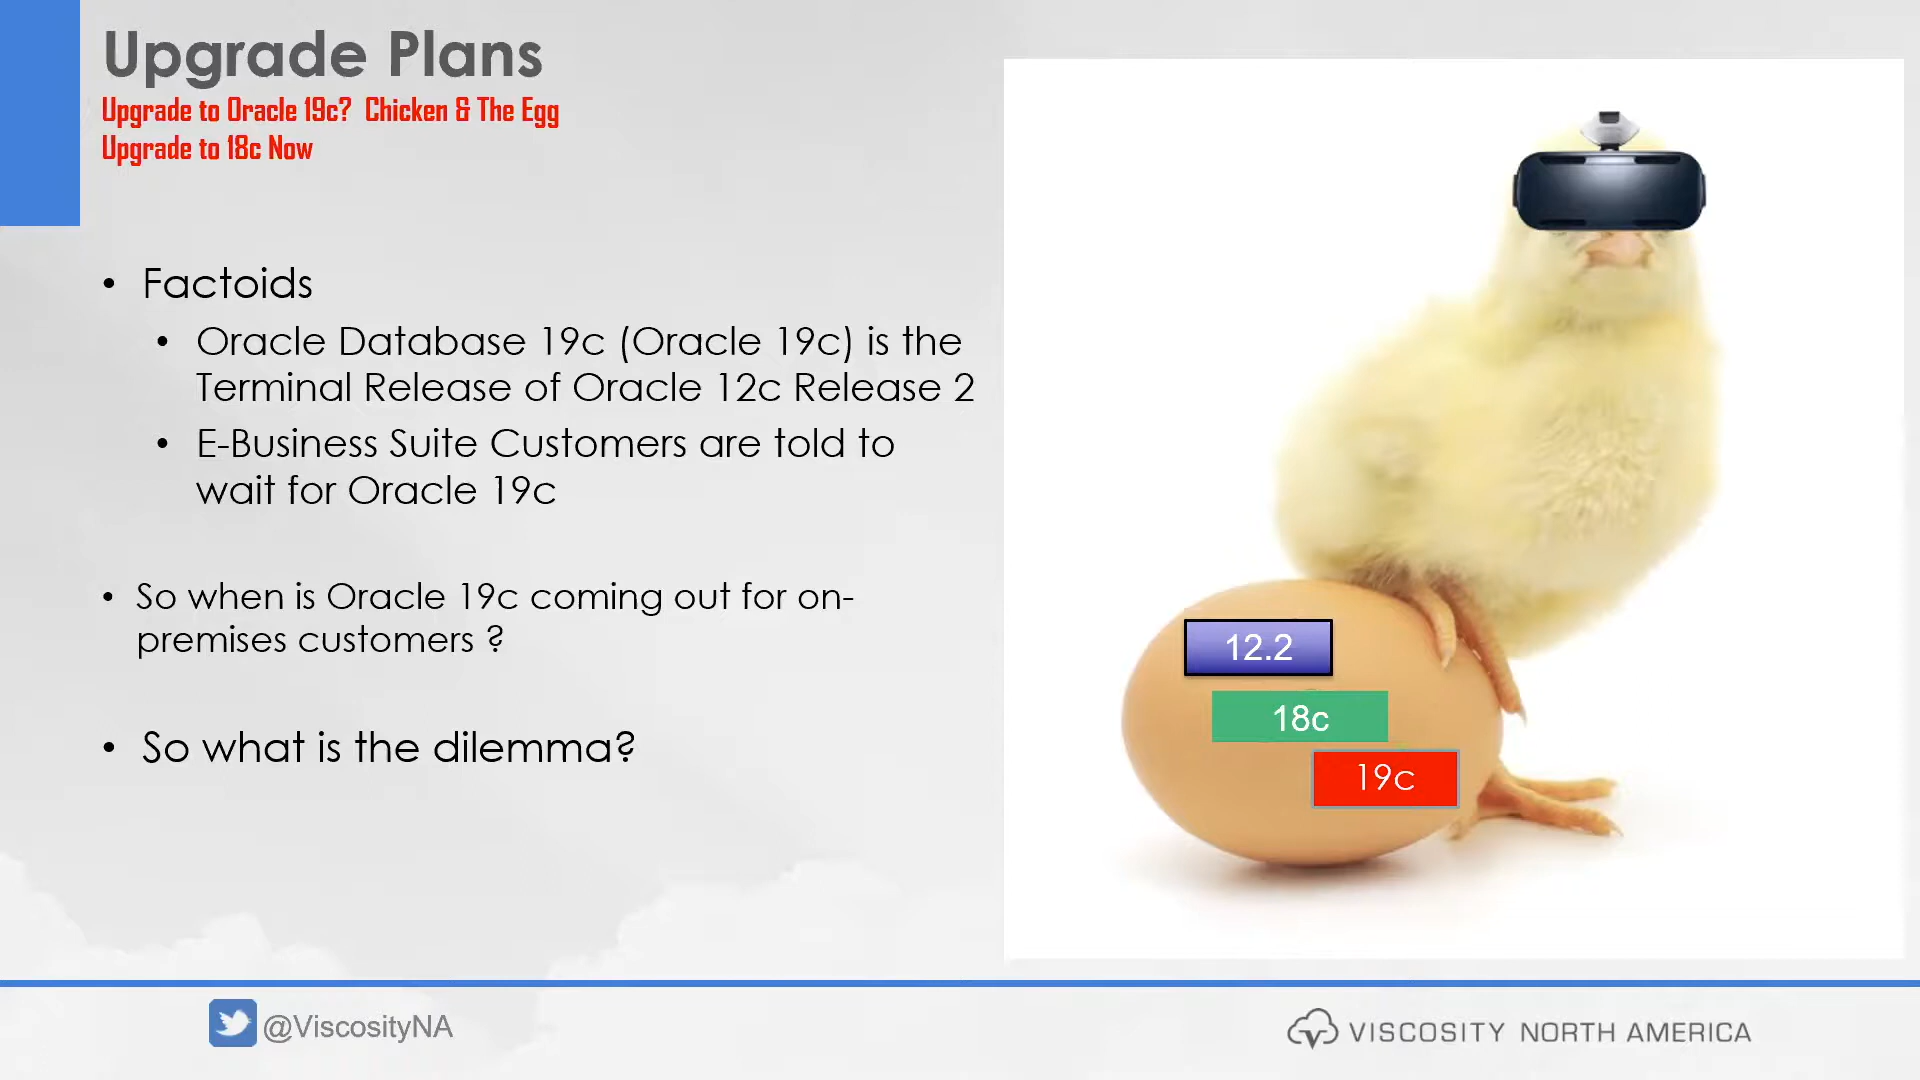 Upgrade Plans
Upgrade to Oracle 19c? Chicken & The Egg
Upgrade to 18c Now
• Factoids
• Oracle Database 19c (Oracle 19c) is the
Terminal Release of Oracle 12c Release 2
• E-Business Suite Customers are told to
wait for Oracle 19c
• So when is Oracle 19c coming out for on-
premises customers ?
• So what is the dilemma?
12.2
18c
19c
@ViscosityNA
VISCOSITY NORTH AMERICA